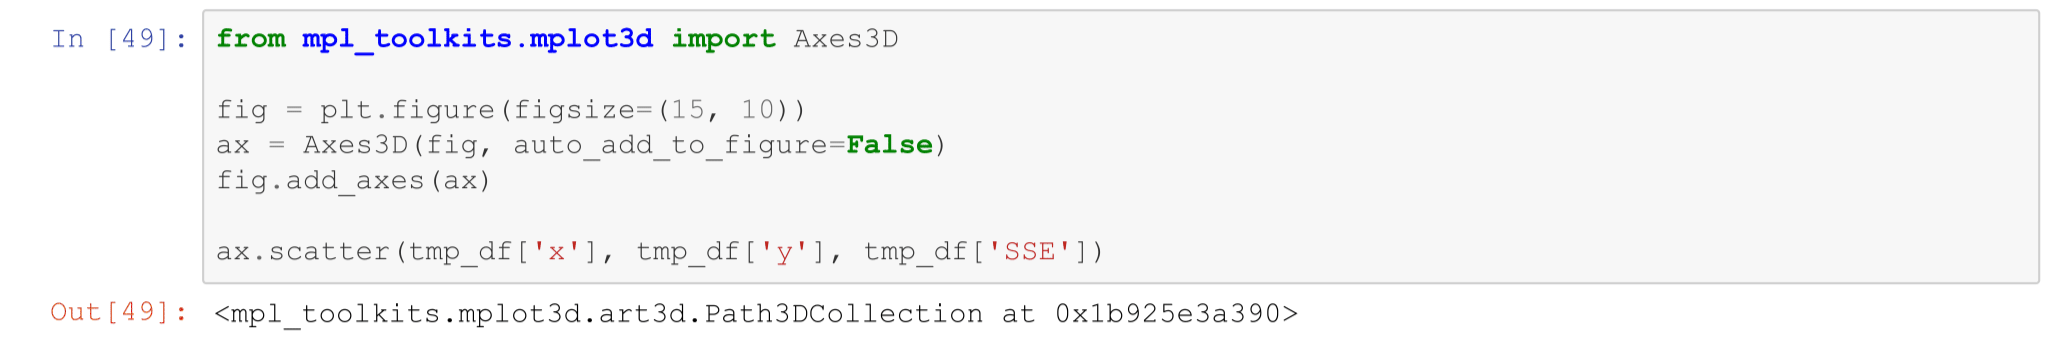 In [49]: from mpl_toolkits.mplot3d import Axes3D
fig = plt.figure(figsize=(15, 10))
ax = Axes3D(fig, auto_add_to_figure=False)
fig.add_axes(ax)
ax.scatter(tmp_df['x'], tmp_df['y'], tmp_df['SSE'])
Out[49]: <mpl_toolkits.mplot3d.art3d.Path3DCollection at 0x1b925e3a390>